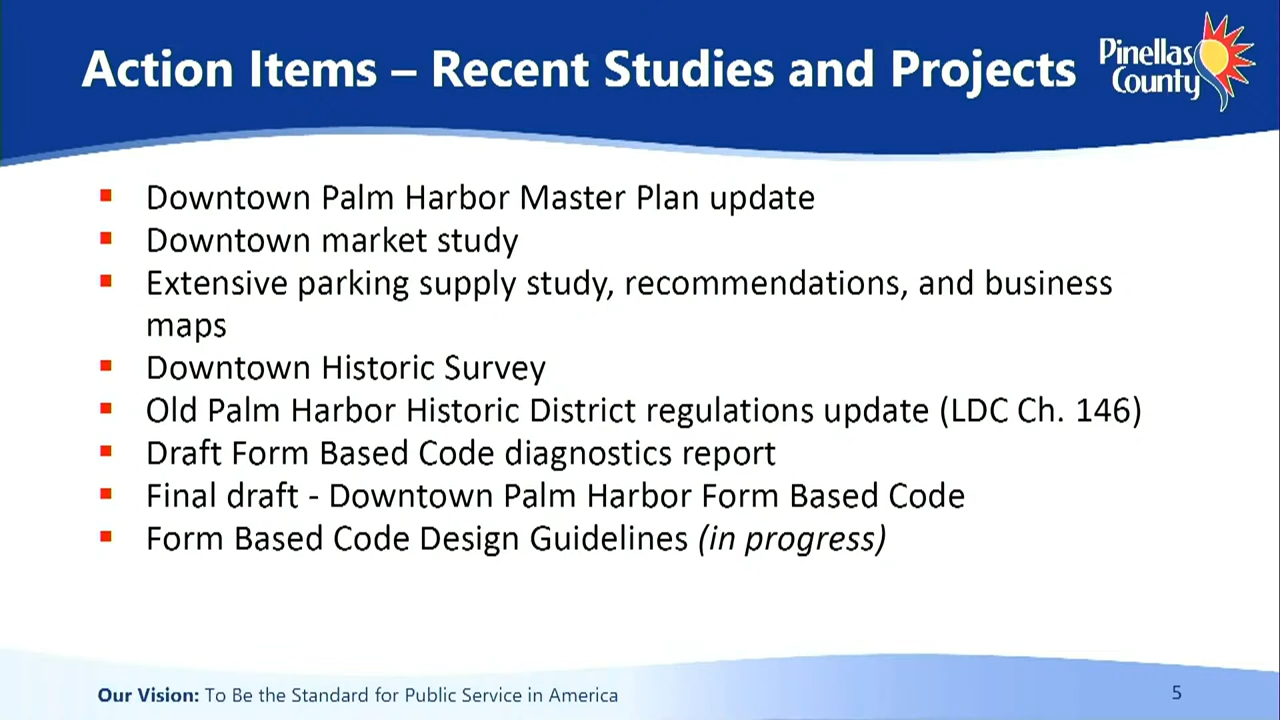 Action Items – Recent Studies and Projects
Pinellas
County
Downtown Palm Harbor Master Plan update
Downtown market study
Extensive parking supply study, recommendations, and business
maps
Downtown Historic Survey
Old Palm Harbor Historic District regulations update (LDC Ch. 146)
Draft Form Based Code diagnostics report
Final draft - Downtown Palm Harbor Form Based Code
Form Based Code Design Guidelines (in progress)
Our Vision: To Be the Standard for Public Service in America
5